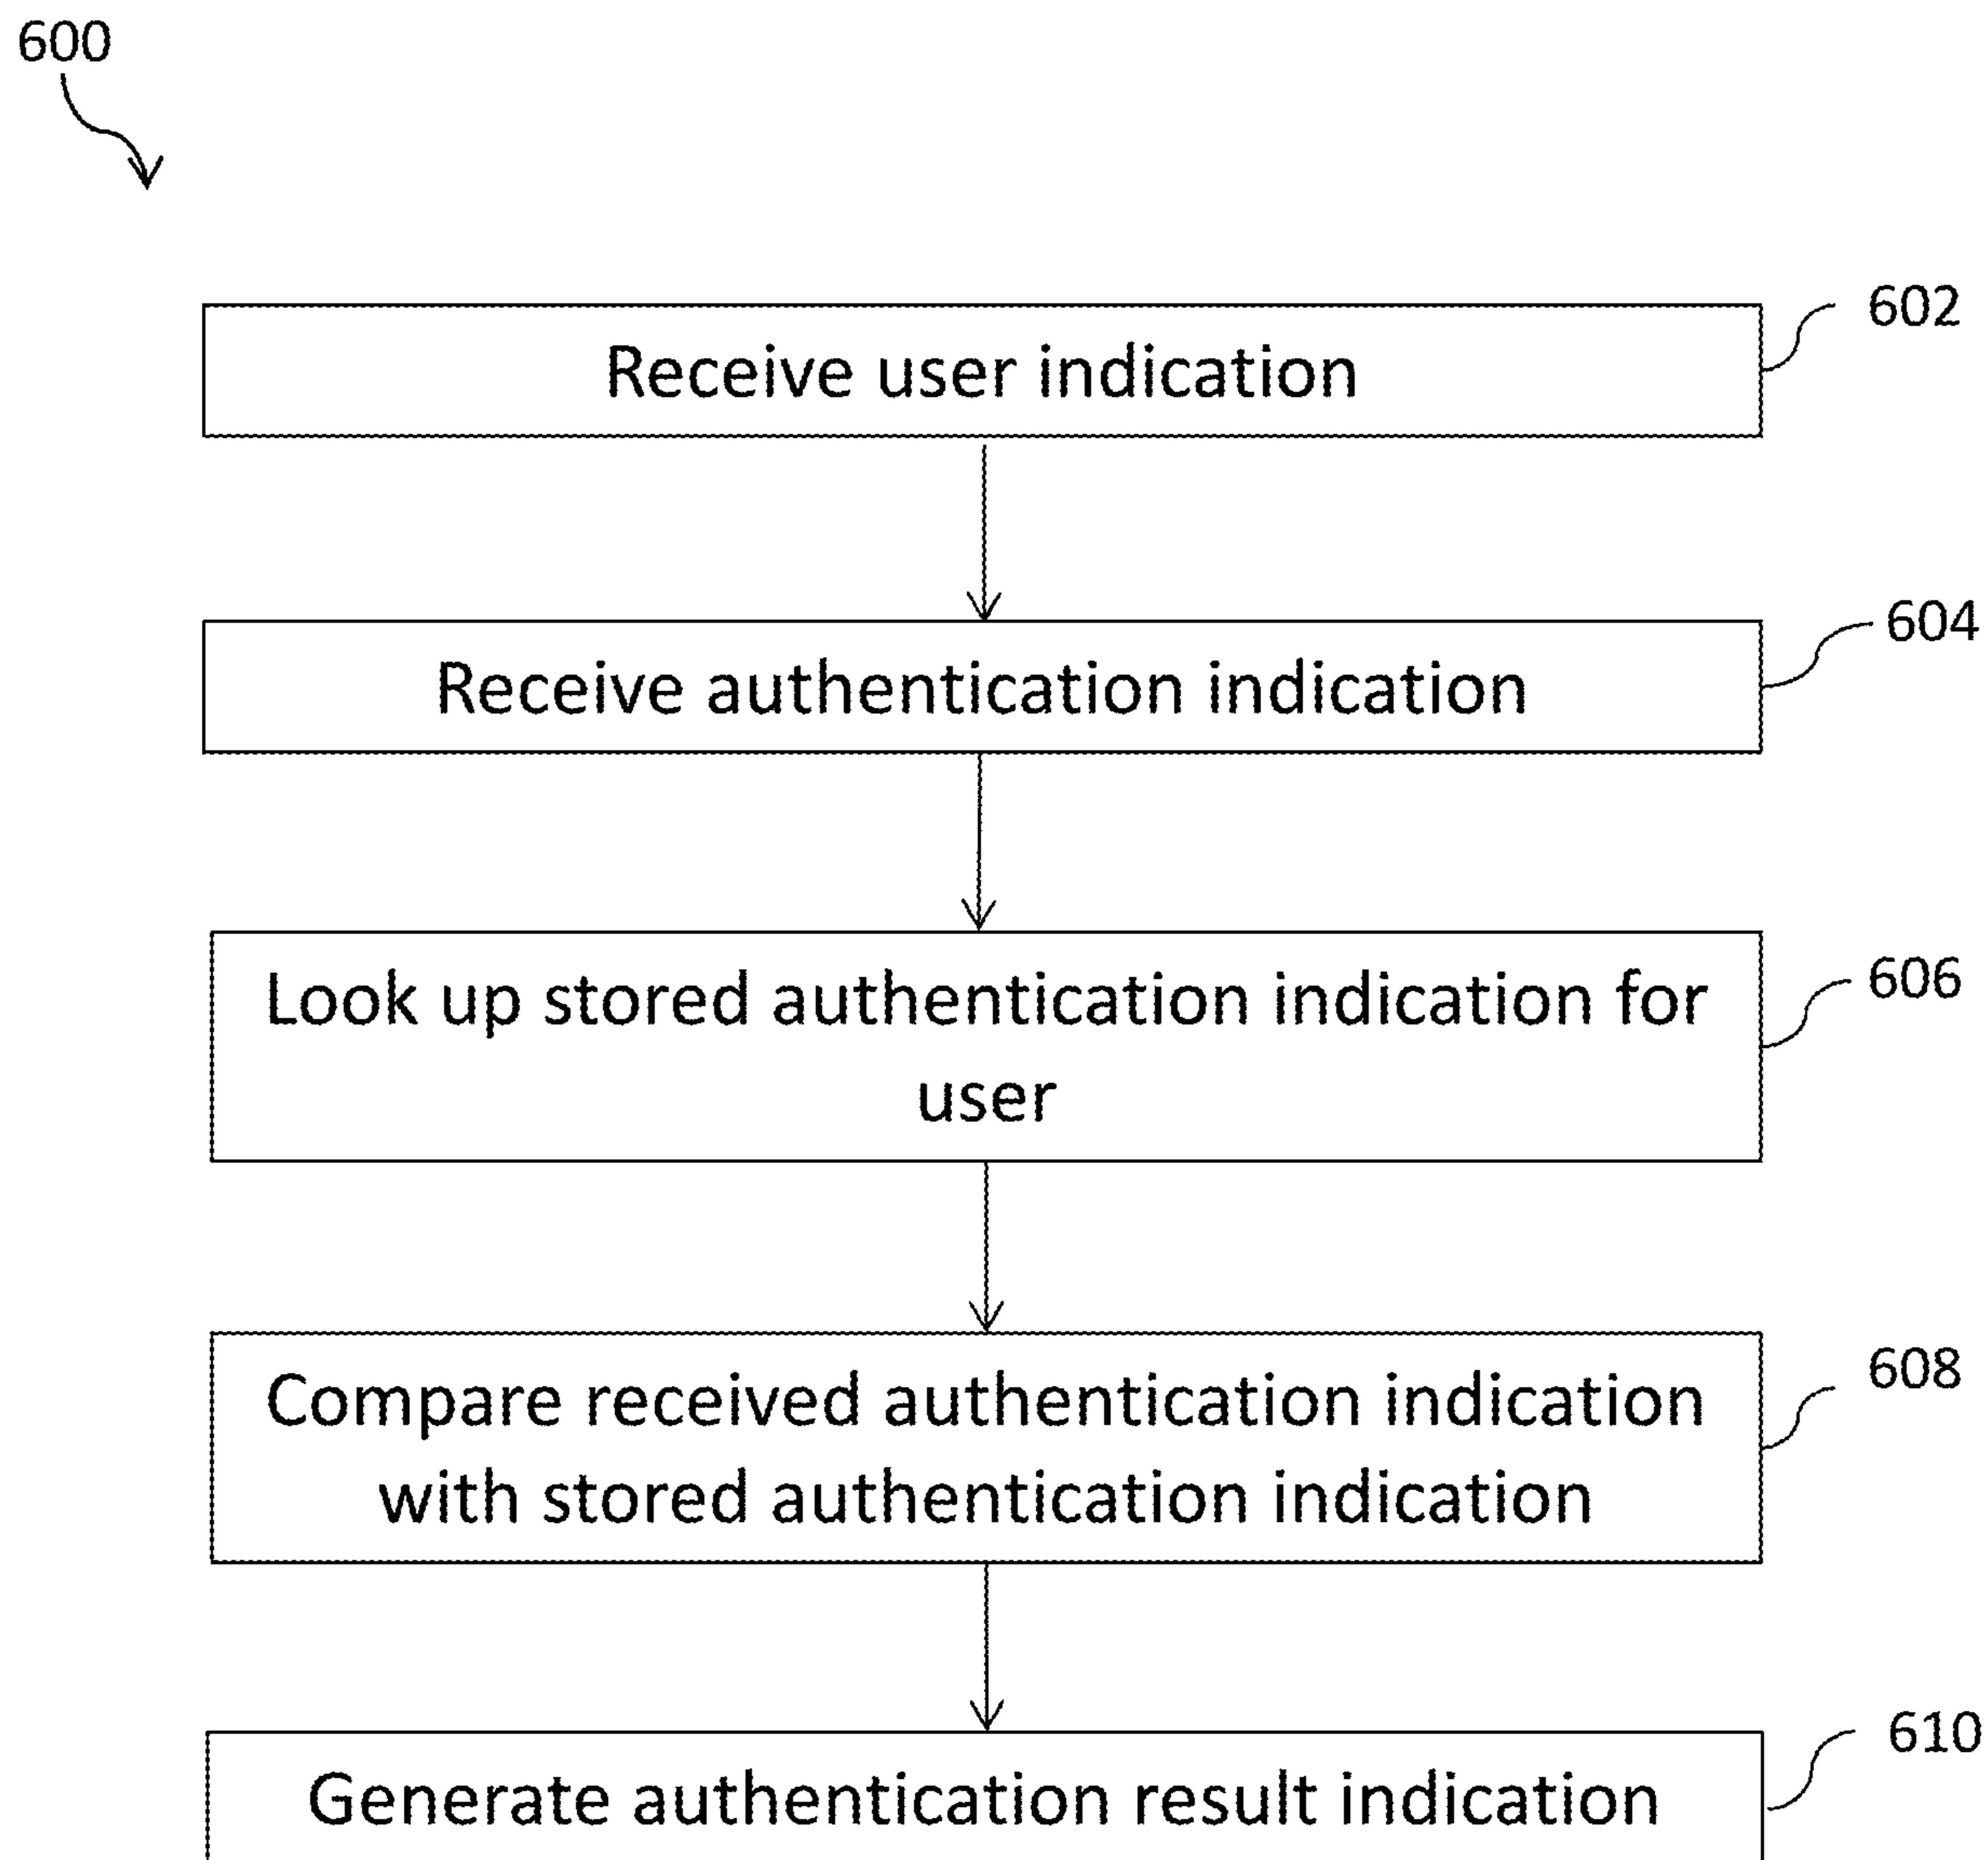 600
602
Receive user indication
604
Receive authentication indication
606
Look up stored authentication indication for
user
608
Compare received authentication indication
with stored authentication indication
610
Generate authentication result indication